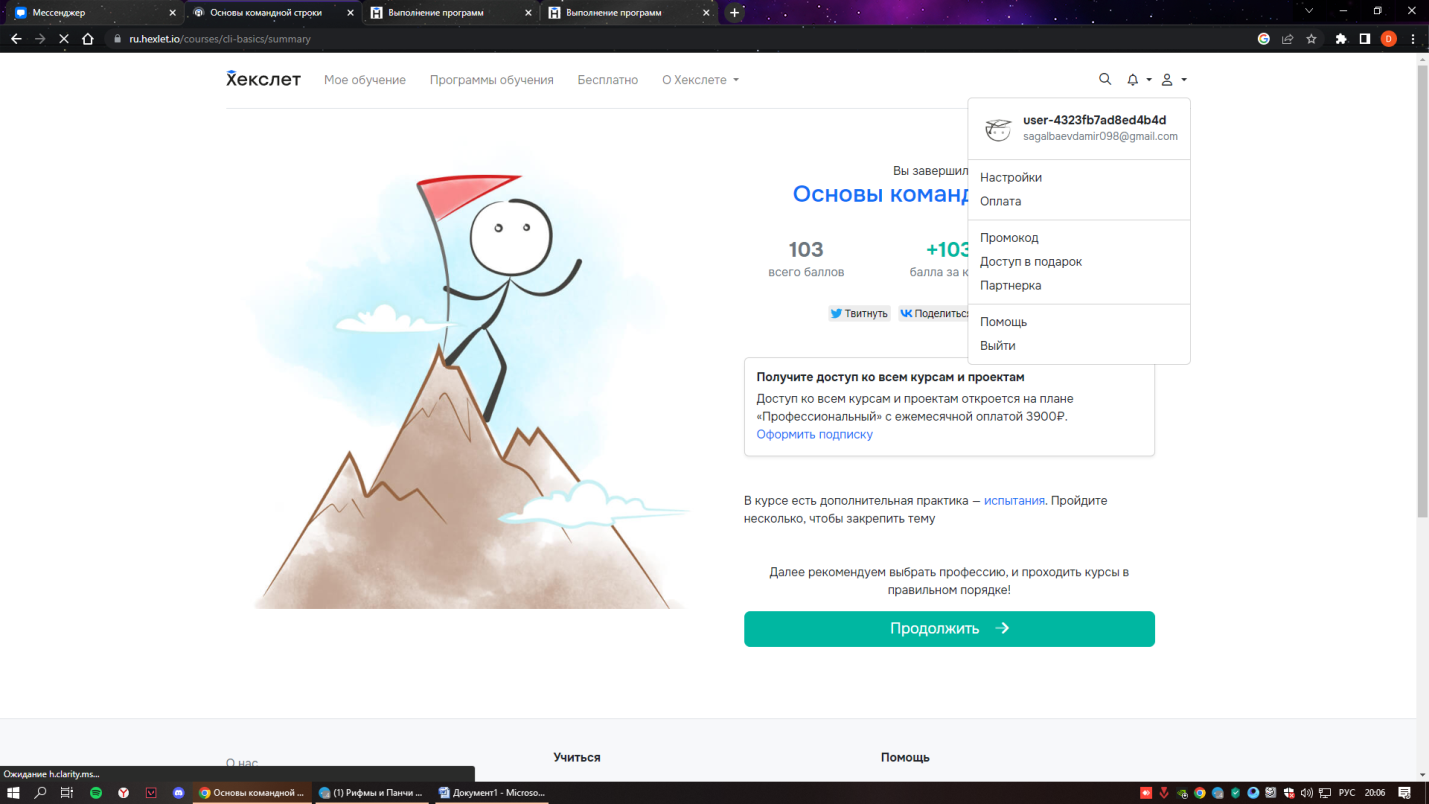 Мессенджер
Основы командной строки
Выполнение программ
Выполнение программ
ru.hexlet.io/courses/cli-basics/summary
D
Хекслет
Мое обучение
Программы обучения
Бесплатно
О Хекслете
user-4323fb7ad8ed4b4d
sagalbaevdamir098@gmail.com
Настройки
Оплата
Промокод
Доступ в подарок
Партнерка
Помощь
Выйти
Вы завершил
Основы команд
103
+103
всего баллов
балла за к
Твитнуть
Поделиться
Получите доступ ко всем курсам и проектам
Доступ ко всем курсам и проектам откроется на плане
«Профессиональный» с ежемесячной оплатой 3900₽.
Оформить подписку
В курсе есть дополнительная практика — испытания. Пройдите
несколько, чтобы закрепить тему
Далее рекомендуем выбрать профессию, и проходить курсы в
правильном порядке!
Продолжить
О нас
Учиться
Помощь
Ожидание h.clarity.ms...
Основы командной ...
(1) Рифмы и Панчи ...
Документ1 - Microso...
РУС
20:06